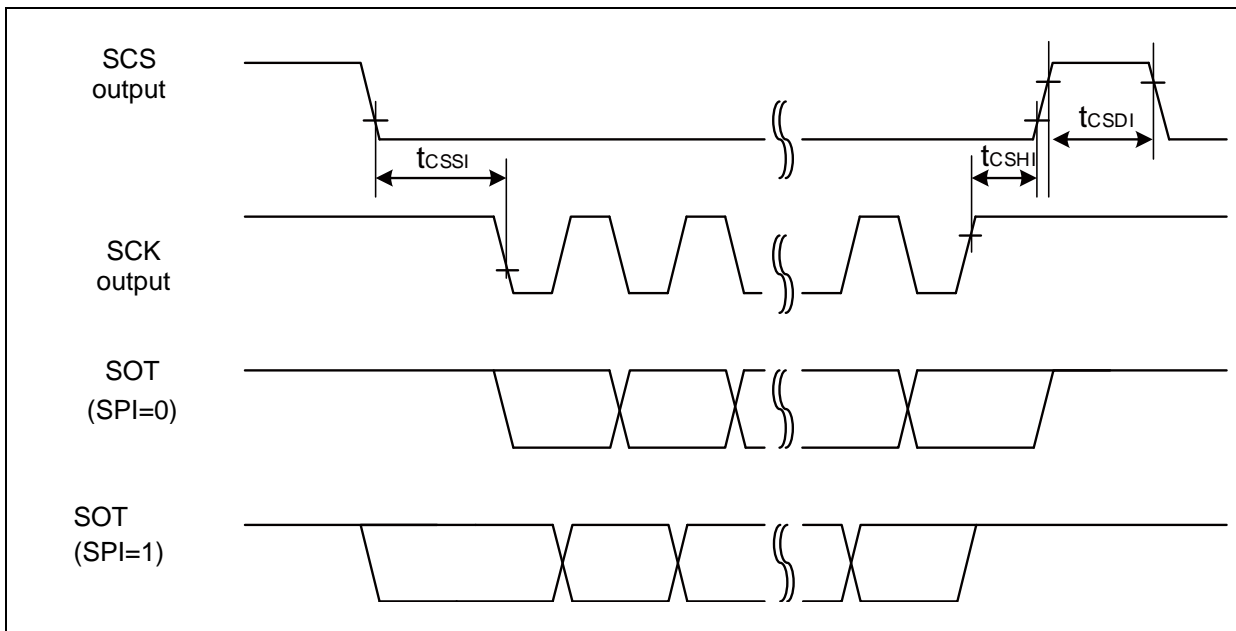 SCS
output
tCSDI
tCSSI
tCSHI
SCK
output
SOT
(SPI=0)
SOT
(SPI=1)